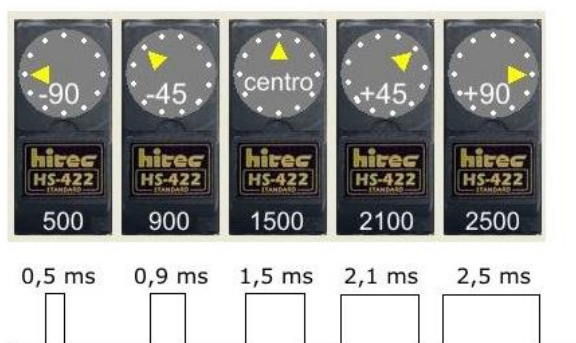 -90 -45 centro +45 +90
hitec hitec hitec hitec hitec
HS-422 HS-422 HS-422 HS-422 HS-422
STANDARD STANDARD STANDARD STANDARD STANDARD
500 900 1500 2100 2500
0,5 ms 0,9 ms 1,5 ms 2,1 ms 2,5 ms